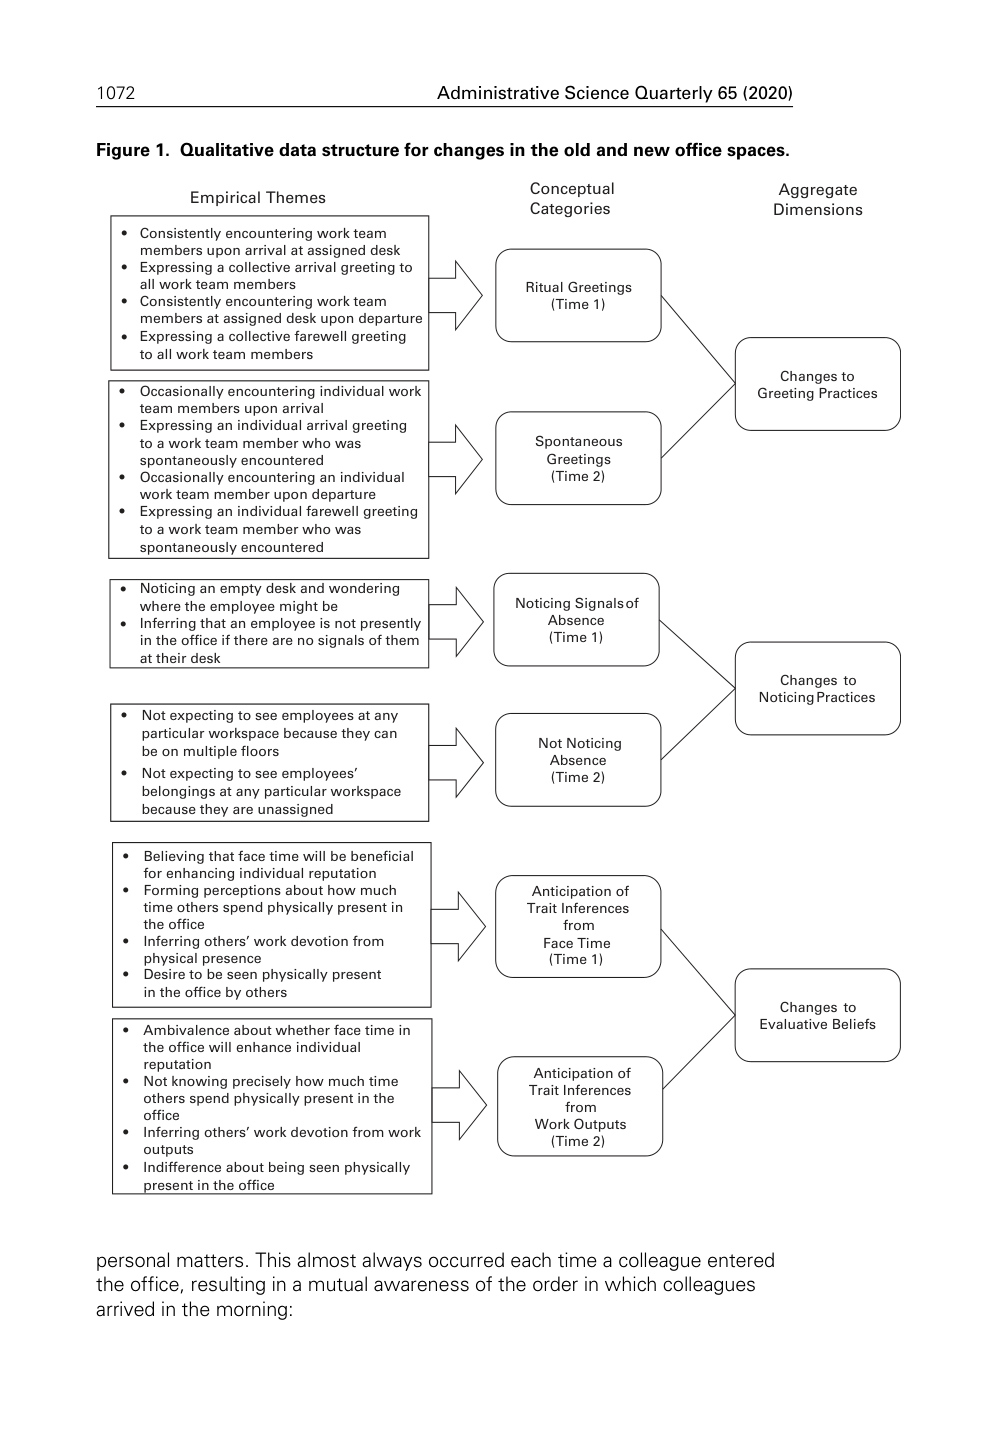 1072
Administrative Science Quarterly 65 (2020)
Figure 1. Qualitative data structure for changes in the old and new office spaces.
Empirical Themes
Conceptual
Categories
Aggregate
Dimensions
• Consistently encountering work team
members upon arrival at assigned desk
• Expressing a collective arrival greeting to
all work team members
• Consistently encountering work team
members at assigned desk upon departure
• Expressing a collective farewell greeting
to all work team members
Ritual Greetings
(Time 1)
• Occasionally encountering individual work
team members upon arrival
• Expressing an individual arrival greeting
to a work team member who was
spontaneously encountered
• Occasionally encountering an individual
work team member upon departure
• Expressing an individual farewell greeting
to a work team member who was
spontaneously encountered
Spontaneous
Greetings
(Time 2)
Changes to
Greeting Practices
• Noticing an empty desk and wondering
where the employee might be
• Inferring that an employee is not presently
in the office if there are no signals of them
at their desk
Noticing Signals of
Absence
(Time 1)
• Not expecting to see employees at any
particular workspace because they can
be on multiple floors
• Not expecting to see employees’
belongings at any particular workspace
because they are unassigned
Not Noticing
Absence
(Time 2)
Changes to
Noticing Practices
• Believing that face time will be beneficial
for enhancing individual reputation
• Forming perceptions about how much
time others spend physically present in
the office
• Inferring others’ work devotion from
physical presence
• Desire to be seen physically present
in the office by others
Anticipation of
Trait Inferences
from
Face Time
(Time 1)
• Ambivalence about whether face time in
the office will enhance individual
reputation
• Not knowing precisely how much time
others spend physically present in the
office
• Inferring others’ work devotion from work
outputs
• Indifference about being seen physically
present in the office
Anticipation of
Trait Inferences
from
Work Outputs
(Time 2)
Changes to
Evaluative Beliefs
personal matters. This almost always occurred each time a colleague entered
the office, resulting in a mutual awareness of the order in which colleagues
arrived in the morning: